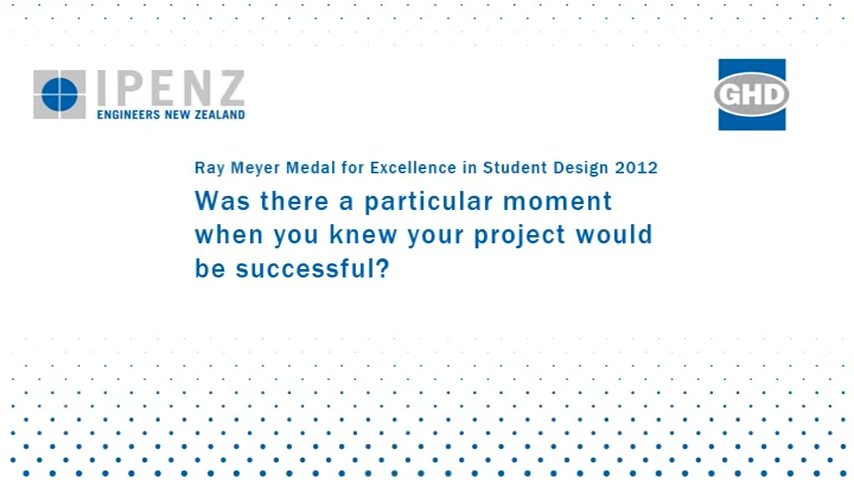 IPENZ
ENGINEERS NEW ZEALAND
GHD
Ray Meyer Medal for Excellence in Student Design 2012
Was there a particular moment
when you knew your project would
be successful?